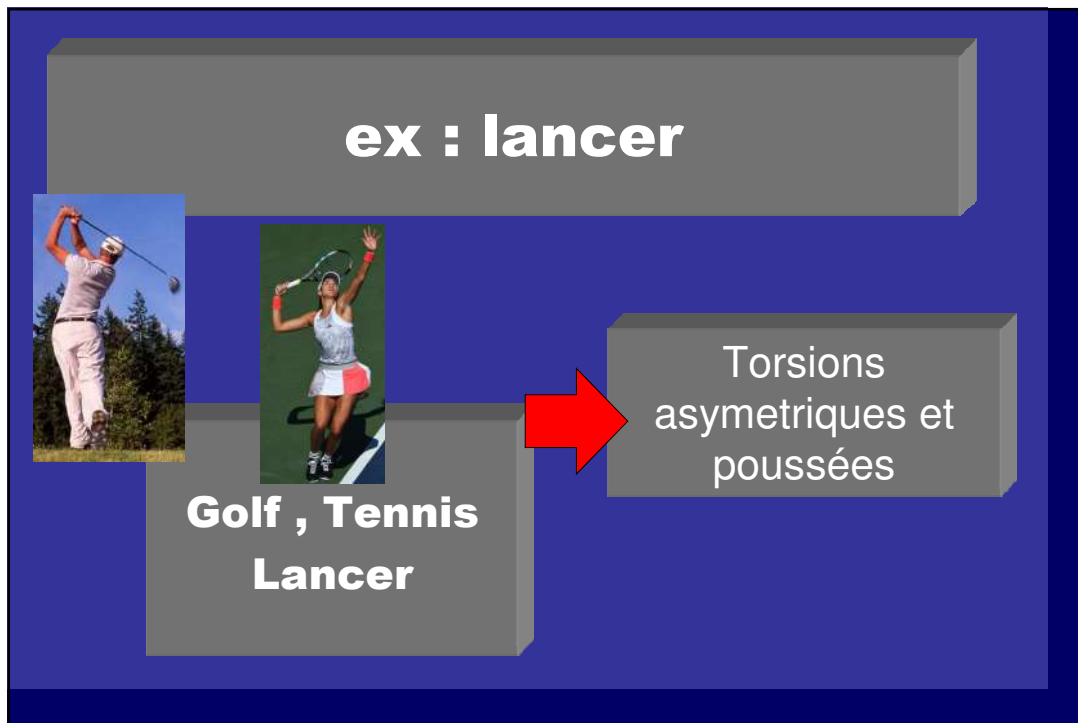 ex : lancer
Torsions
asymetriques et
poussées
Golf , Tennis
Lancer